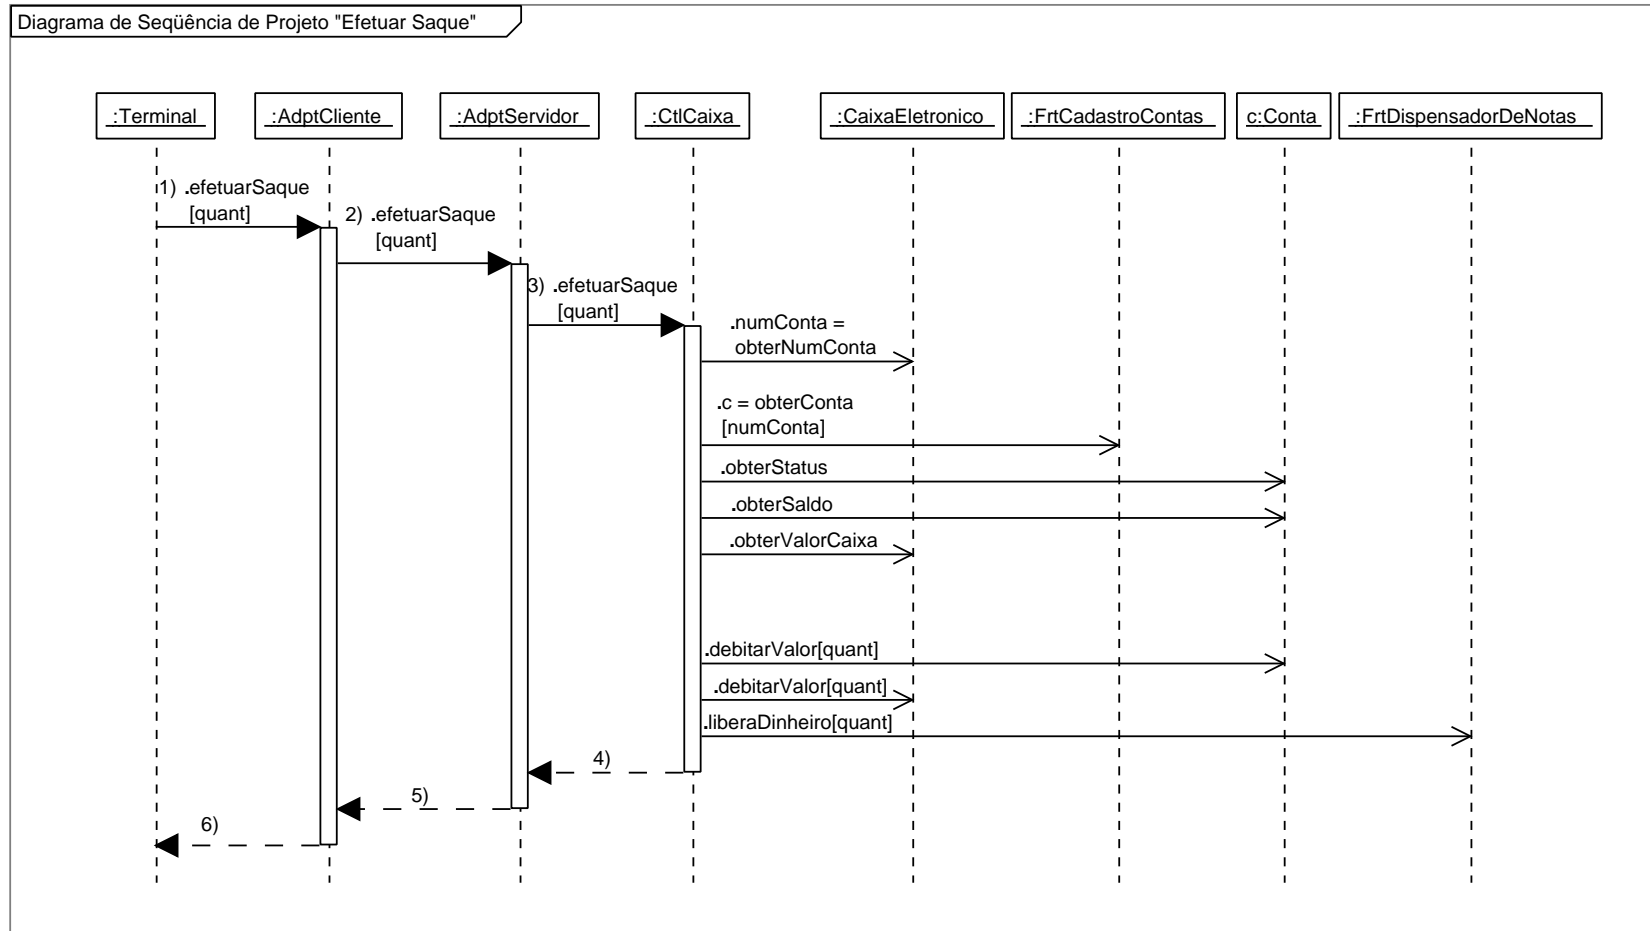 Diagrama de Seqüência de Projeto "Efetuar Saque"
:Terminal
:AdptCliente
:AdptServidor
:CtlCaixa
:CaixaEletronico
:FrtCadastroContas
c:Conta
:FrtDispensadorDeNotas
1) .efetuarSaque
[quant]
2) .efetuarSaque
[quant]
3) .efetuarSaque
[quant]
.numConta =
obterNumConta
.c = obterConta
[numConta]
.obterStatus
.obterSaldo
.obterValorCaixa
.debitarValor[quant]
.debitarValor[quant]
.liberaDinheiro[quant]
4)
5)
6)